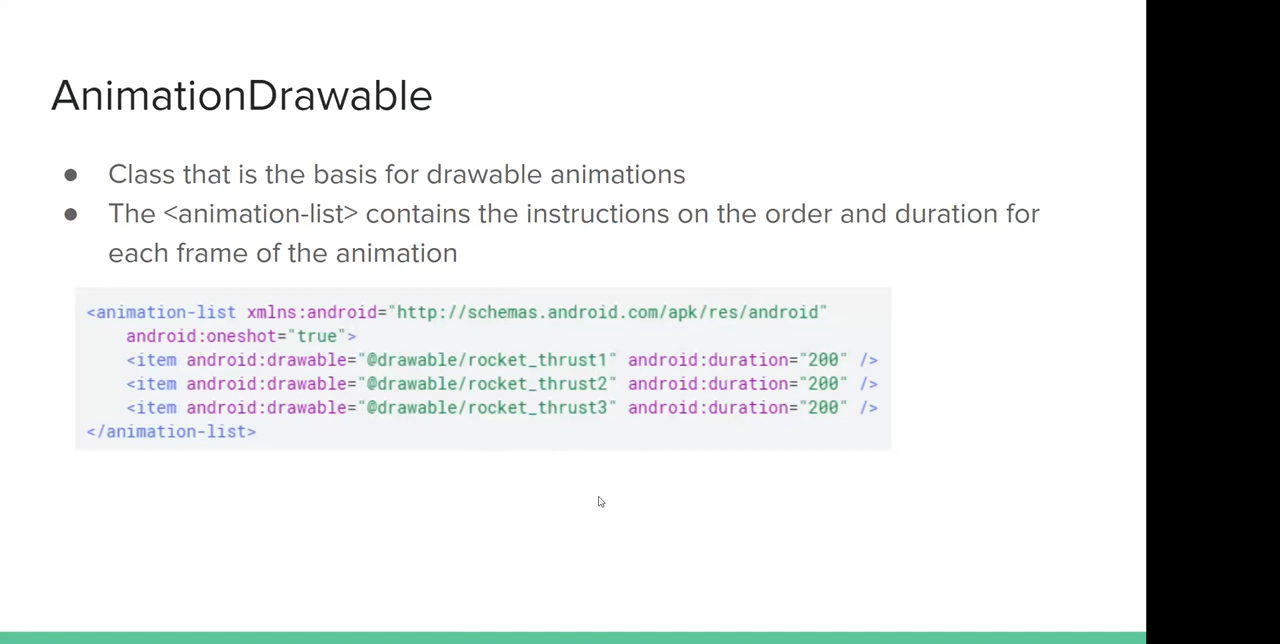 AnimationDrawable
● Class that is the basis for drawable animations
● The <animation-list> contains the instructions on the order and duration for
each frame of the animation
<animation-list xmlns:android="http://schemas.android.com/apk/res/android"
    android:oneshot="true">
    <item android:drawable="@drawable/rocket_thrust1" android:duration="200" />
    <item android:drawable="@drawable/rocket_thrust2" android:duration="200" />
    <item android:drawable="@drawable/rocket_thrust3" android:duration="200" />
</animation-list>